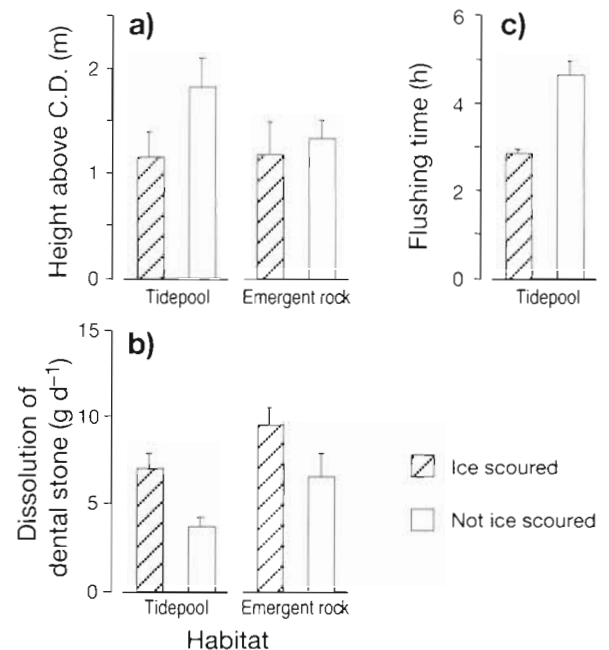 a)
Height above C.D. (m)
2
1
0
Tidepool
Emergent rock
c)
Flushing time (h)
6
4
2
0
Tidepool
b)
Dissolution of
dental stone (g d⁻¹)
15
10
5
0
Tidepool
Emergent rock
Habitat
Ice scoured
Not ice scoured